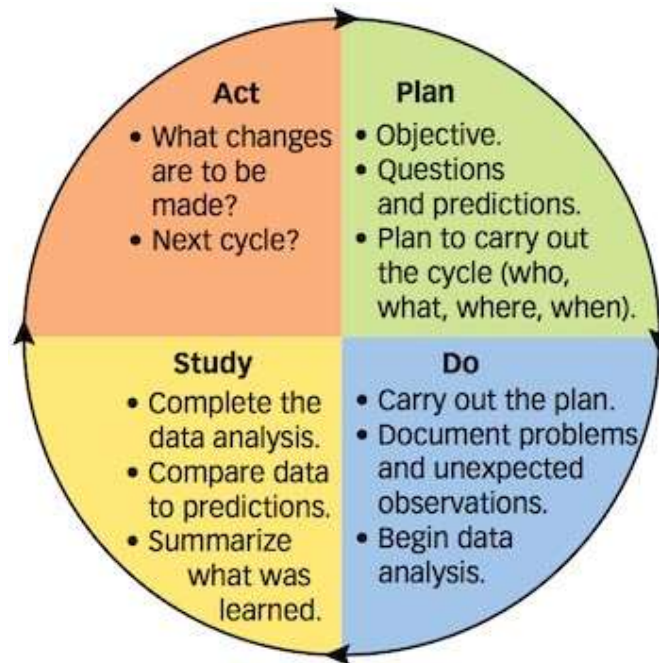 Act
• What changes
are to be
made?
• Next cycle?
Plan
• Objective.
• Questions
and predictions.
• Plan to carry out
the cycle (who,
what, where, when).
Study
• Complete the
data analysis.
• Compare data
to predictions.
• Summarize
what was
learned.
Do
• Carry out the plan.
• Document problems
and unexpected
observations.
• Begin data
analysis.